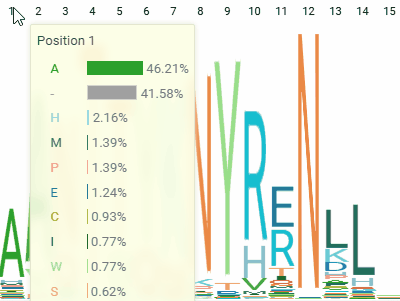 1 2 3 4 5 6 7 8 9 10 11 12 13 14 15
Position 1
A 46.21%
- 41.58%
H 2.16%
M 1.39%
P 1.39%
E 1.24%
C 0.93%
I 0.77%
W 0.77%
S 0.62%
A N Y R H E R N L K D L H